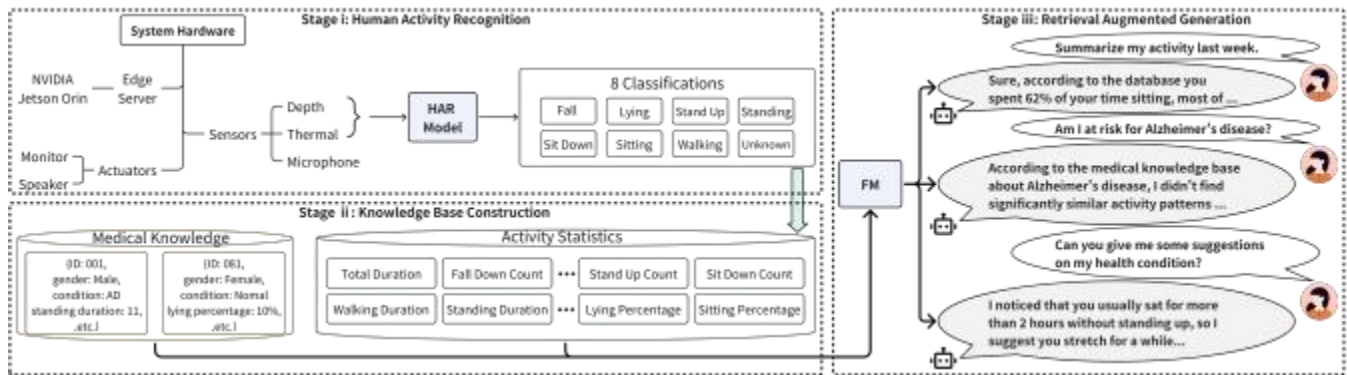 Stage i: Human Activity Recognition
System Hardware
NVIDIA
Jetson Orin
Edge
Server
Sensors
Depth
Thermal
Microphone
Monitor
Speaker
Actuators
HAR
Model
8 Classifications
Fall
Lying
Stand Up
Standing
Sit Down
Sitting
Walking
Unknown
Stage ii : Knowledge Base Construction
Medical Knowledge
{ID: 001,
gender: Male,
condition: AD
standing duration: 11,
.etc.}
{ID: 081,
gender: Female,
condition: Nomal
lying percentage: 10%,
.etc.}
Activity Statistics
Total Duration
Fall Down Count
•••
Stand Up Count
Sit Down Count
Walking Duration
Standing Duration
•••
Lying Percentage
Sitting Percentage
FM
Stage iii: Retrieval Augmented Generation
Summarize my activity last week.
Sure, according to the database you
spent 62% of your time sitting, most of ...
Am I at risk for Alzheimer's disease?
According to the medical knowledge base
about Alzheimer's disease, I didn't find
significantly similar activity patterns ...
Can you give me some suggestions
on my health condition?
I noticed that you usually sat for more
than 2 hours without standing up, so I
suggest you stretch for a while...